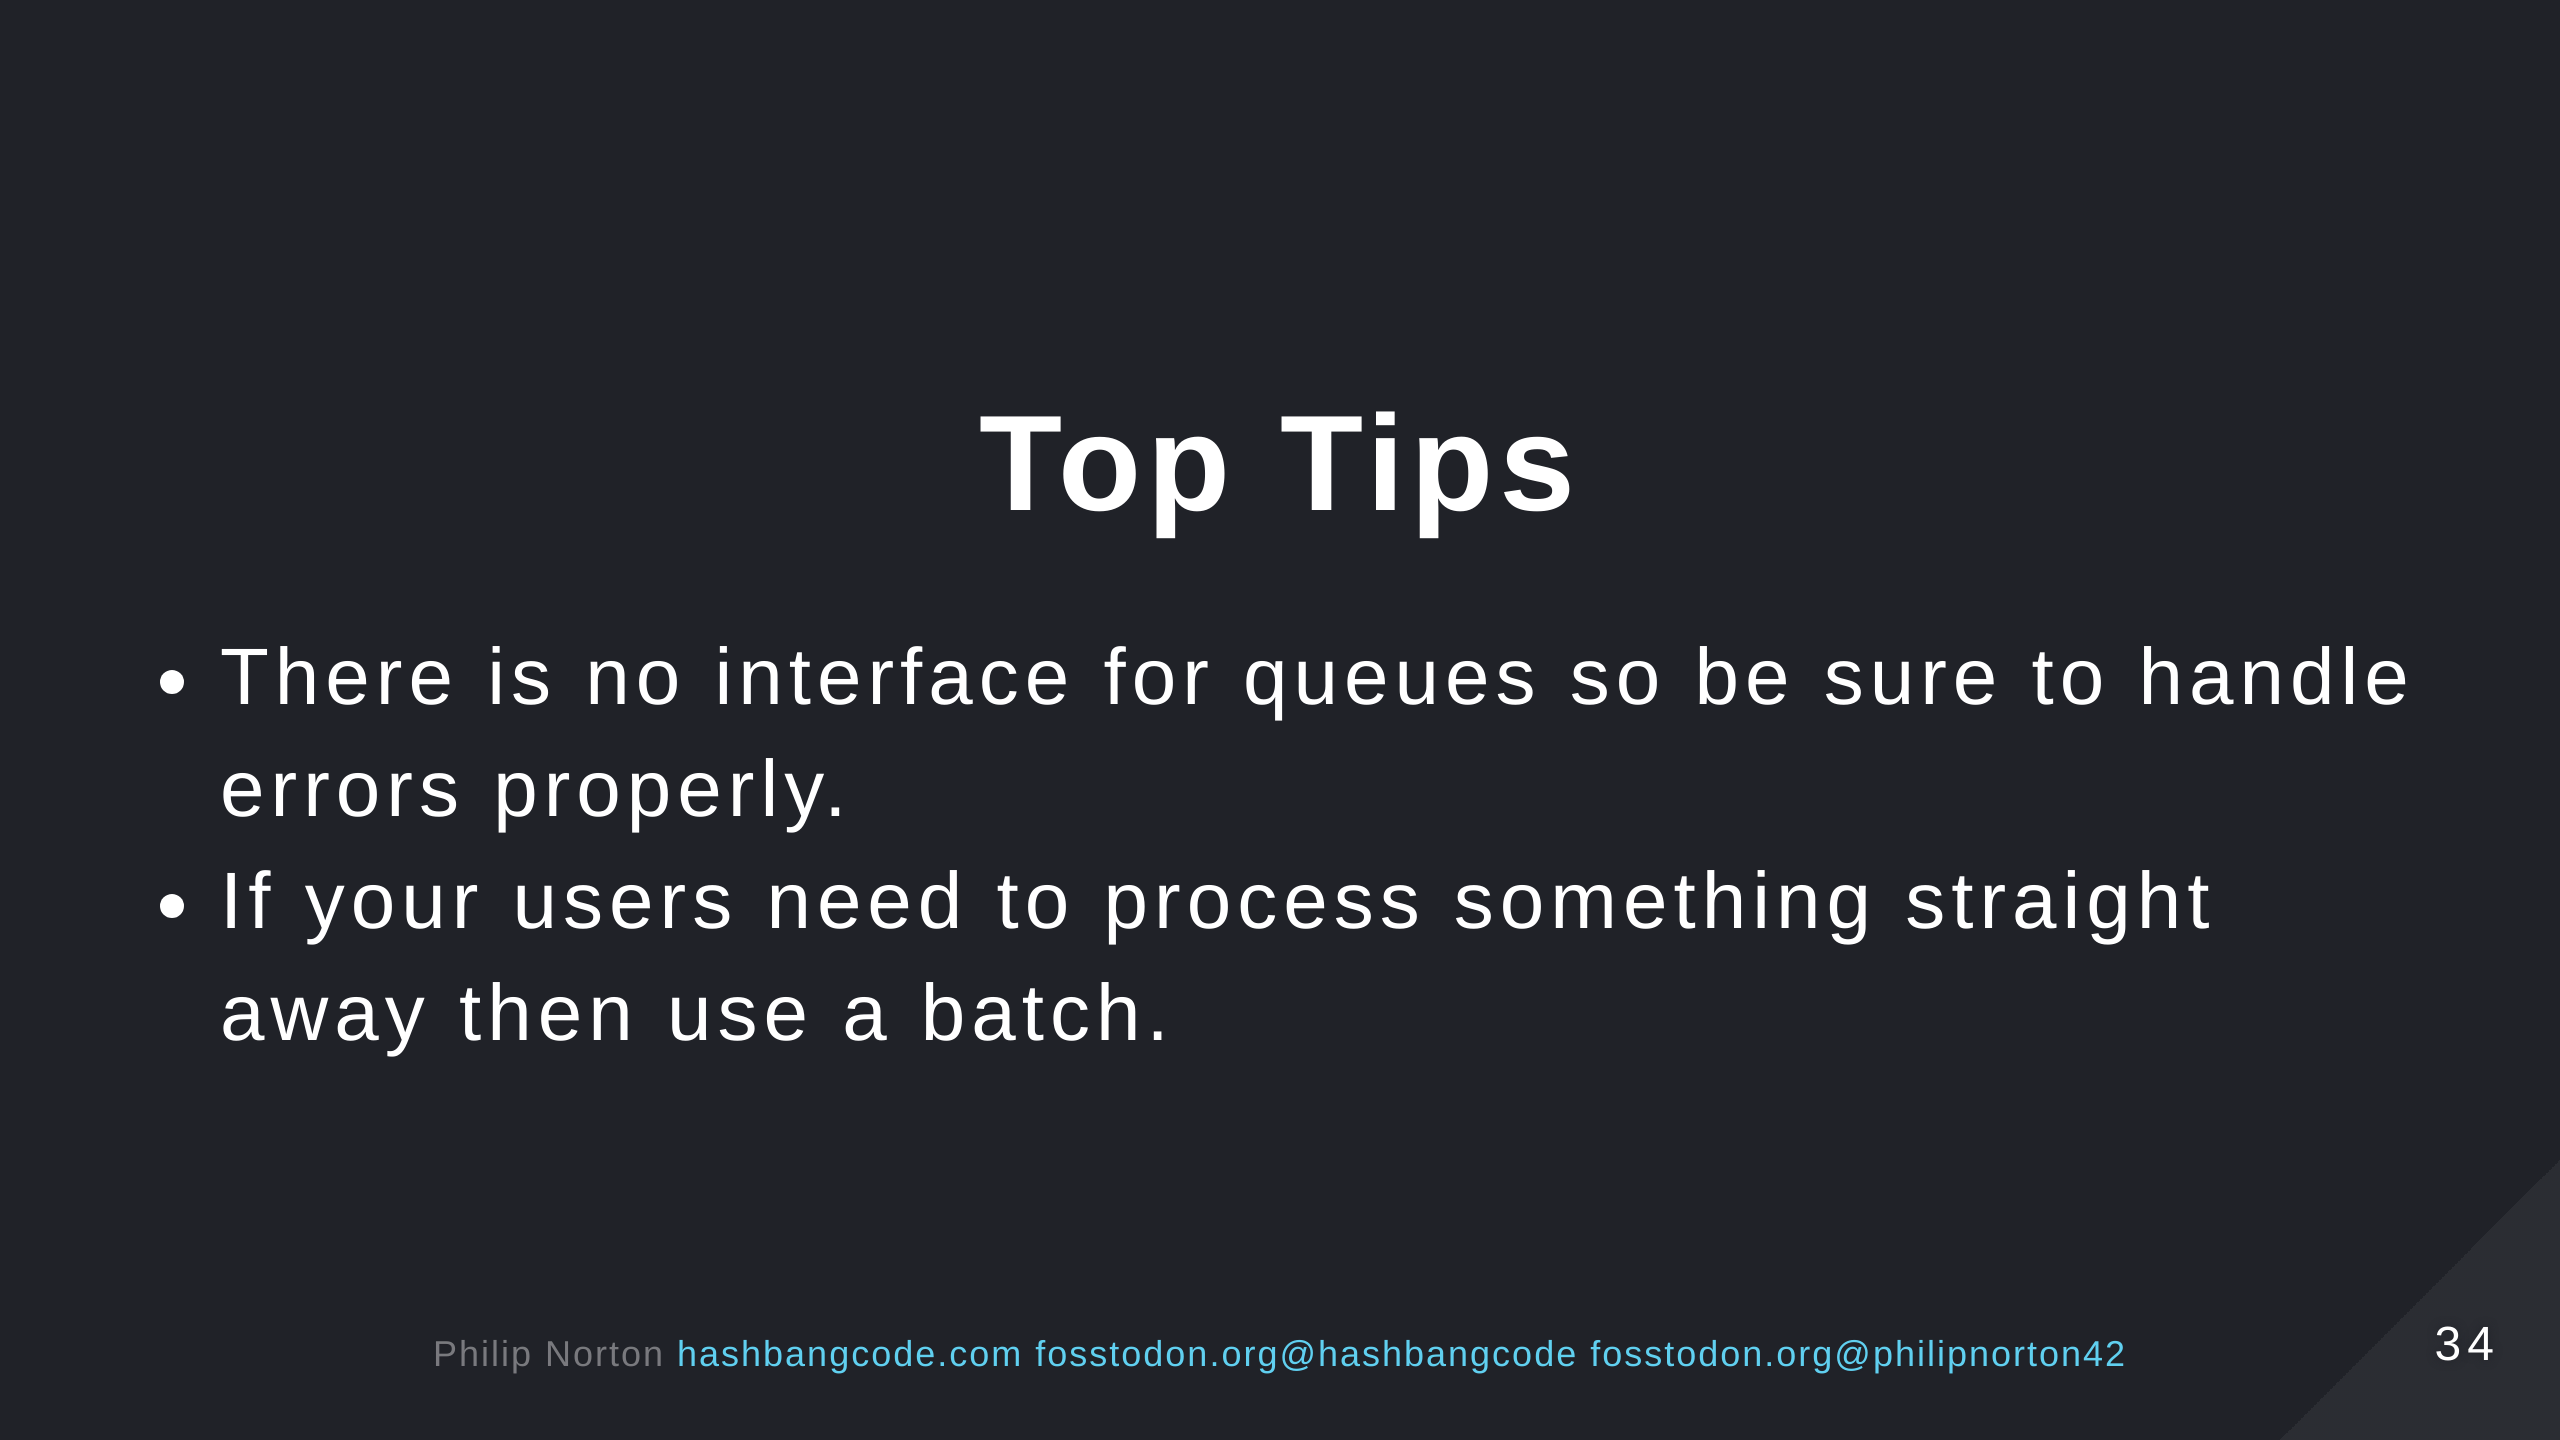 Top Tips
• There is no interface for queues so be sure to handle
errors properly.
• If your users need to process something straight
away then use a batch.
Philip Norton hashbangcode.com fosstodon.org@hashbangcode fosstodon.org@philipnorton42
34